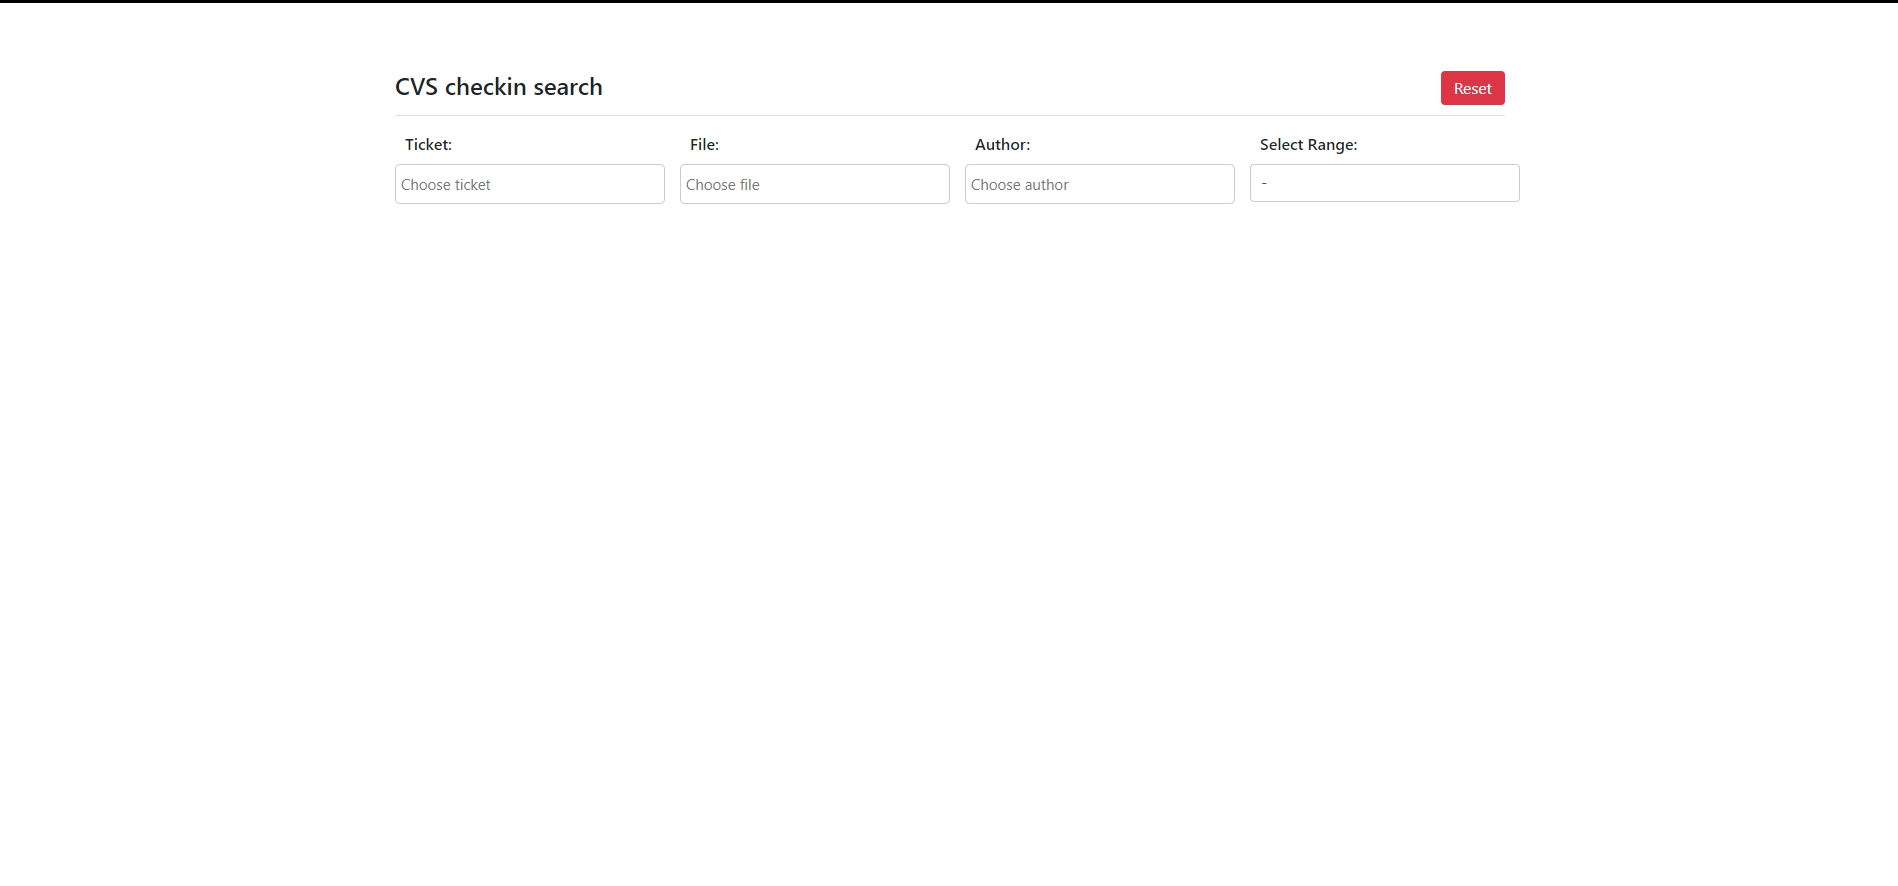 CVS checkin search
Reset
Ticket:
File:
Author:
Select Range:
Choose ticket
Choose file
Choose author
-